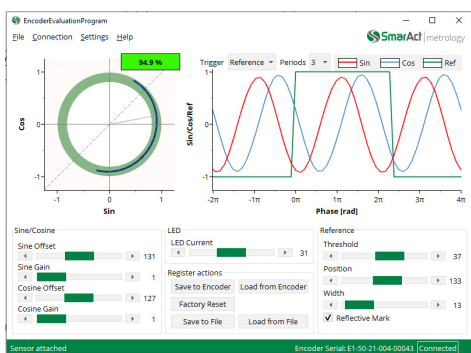 EncoderEvaluationProgram
File Connection Settings Help
SmarAct metrology
94.9 %
Trigger Reference Periods 3 Sin Cos Ref
1
0
-1
Cos
-1 0 1
Sin
1
0
-1
Sin/Cos/Ref
-2π -1π 0π 1π 2π 3π 4π
Phase [rad]
Sine/Cosine
Sine Offset
131
Sine Gain
1
Cosine Offset
127
Cosine Gain
1
LED
LED Current
31
Register actions
Save to Encoder Load from Encoder
Factory Reset
Save to File Load from File
Reference
Threshold
37
Position
133
Width
13
Reflective Mark
Sensor attached
Encoder Serial: E1-50-21-004-00043 Connected